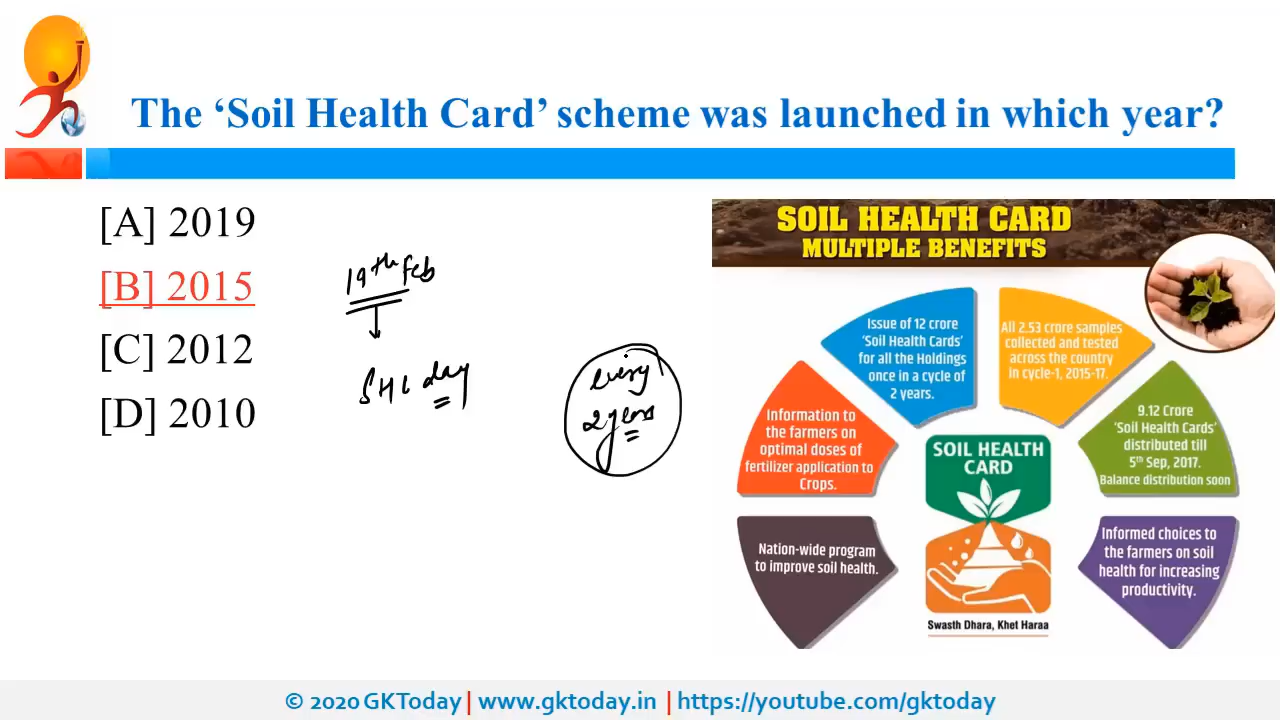 The ‘Soil Health Card’ scheme was launched in which year?
[A] 2019
[B] 2015
[C] 2012
[D] 2010
19th Feb
SHC day
every
2 years
SOIL HEALTH CARD
MULTIPLE BENEFITS
Nation-wide program
to improve soil health.
Information to
the farmers on
optimal doses of
fertilizer application to
Crops.
Issue of 12 crore
‘Soil Health Cards’
for all the Holdings
once in a cycle of
2 years.
All 2.53 crore samples
collected and tested
across the country
in cycle-1, 2015-17.
9.12 Crore
‘Soil Health Cards’
distributed till
5th Sep, 2017.
Balance distribution soon
Informed choices to
the farmers on soil
health for increasing
productivity.
SOIL HEALTH
CARD
Swasth Dhara, Khet Haraa
© 2020 GKToday | www.gktoday.in | https://youtube.com/gktoday